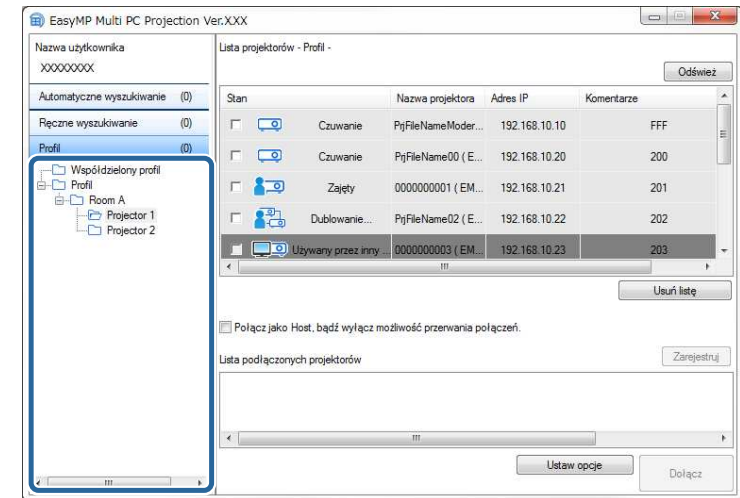 EasyMP Multi PC Projection Ver.XXX
Nazwa użytkownika
XXXXXXXX
Automatyczne wyszukiwanie (0)
Ręczne wyszukiwanie (0)
Profil (0)
Współdzielony profil
Profil
Room A
Projector 1
Projector 2
Lista projektorów - Profil -
Odśwież
Stan Nazwa projektora Adres IP Komentarze
Czuwanie PrjFileNameModer... 192.168.10.10 FFF
Czuwanie PrjFileName00 ( E... 192.168.10.20 200
Zajęty 0000000001 ( EM... 192.168.10.21 201
Dublowanie... PrjFileName02 ( E... 192.168.10.22 202
Używany przez inny ... 0000000003 ( EM... 192.168.10.23 203
Usuń listę
Połącz jako Host, bądź wyłącz możliwość przerwania połączeń.
Lista podłączonych projektorów
Zarejestruj
Ustaw opcje
Dołącz